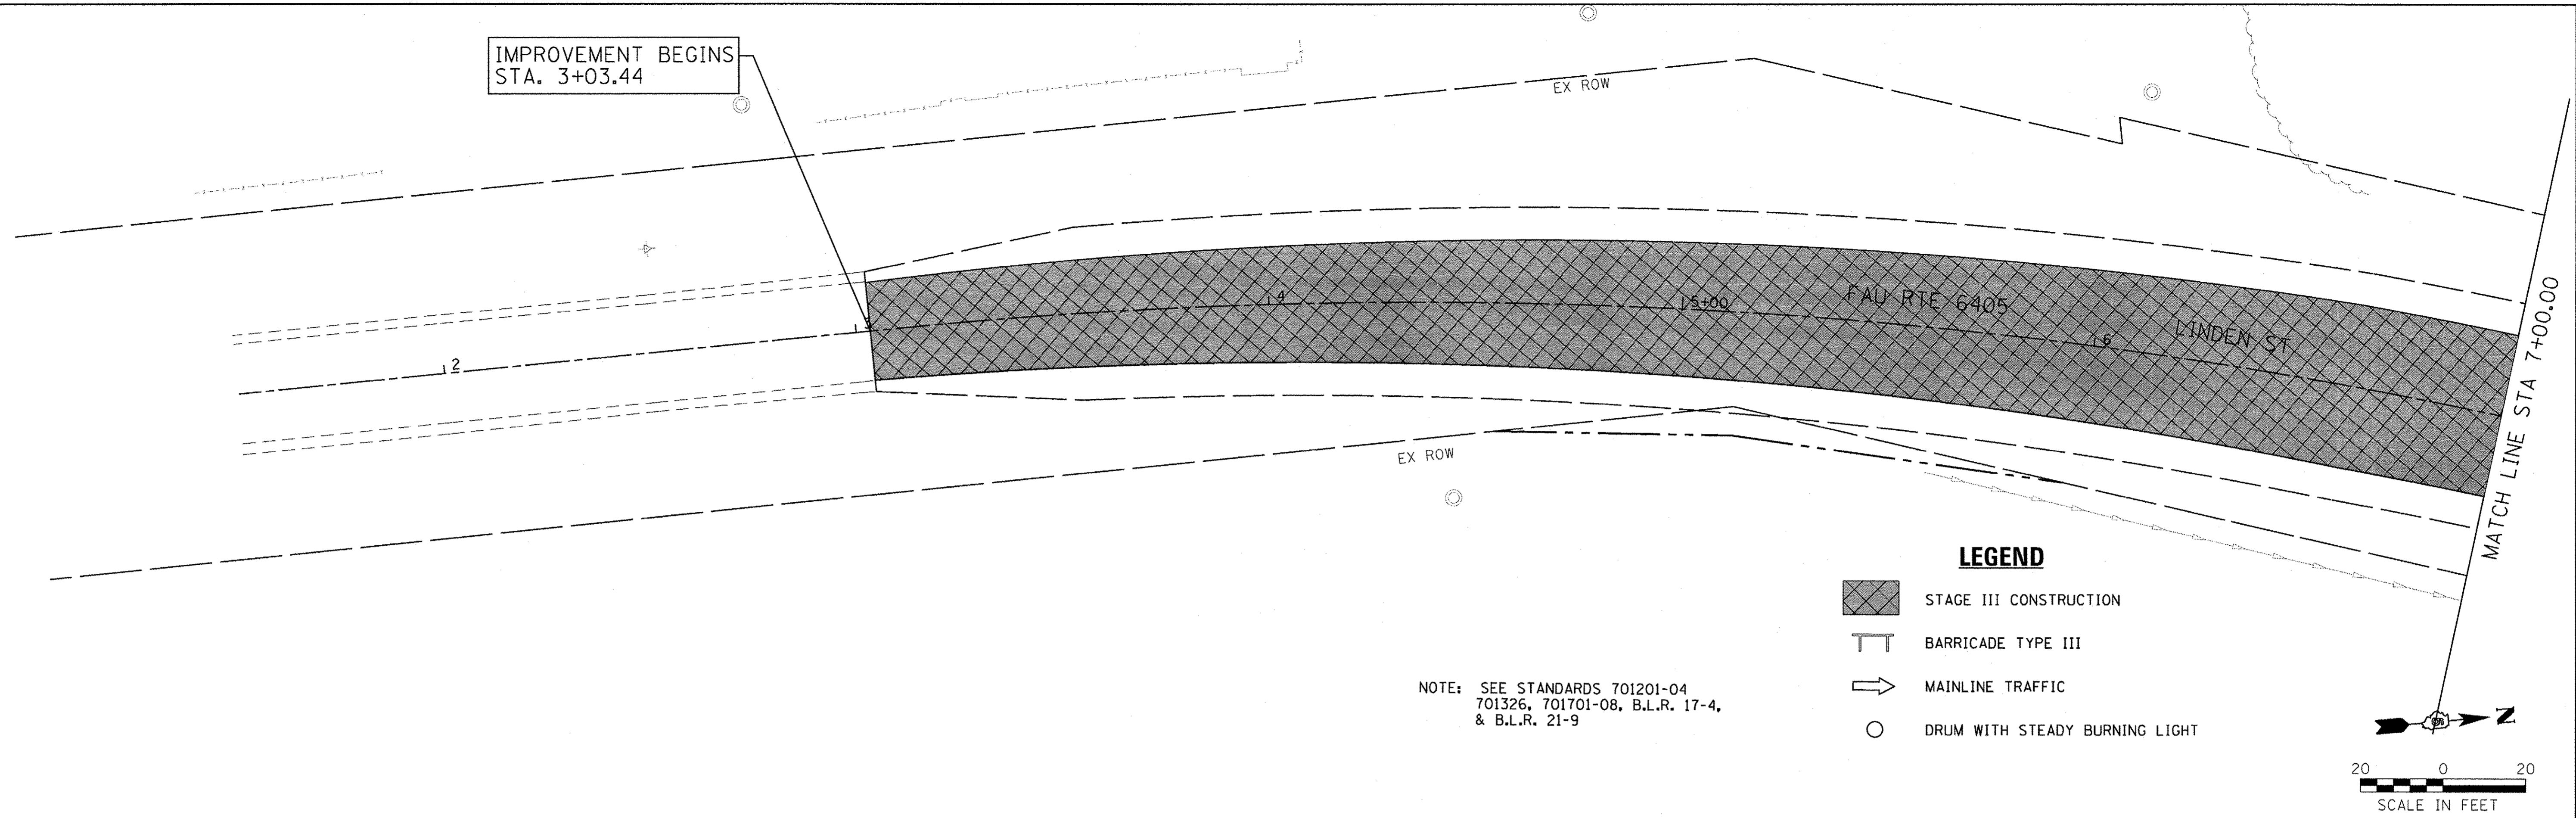 IMPROVEMENT BEGINS
STA. 3+03.44
EX ROW
2
3
4
5+00
6
FAU RTE 6405
LINDEN ST
MATCH LINE STA 7+00.00
EX ROW
LEGEND
STAGE III CONSTRUCTION
BARRICADE TYPE III
MAINLINE TRAFFIC
DRUM WITH STEADY BURNING LIGHT
NOTE: SEE STANDARDS 701201-04
701326, 701701-08, B.L.R. 17-4,
& B.L.R. 21-9
N
20 0 20
SCALE IN FEET